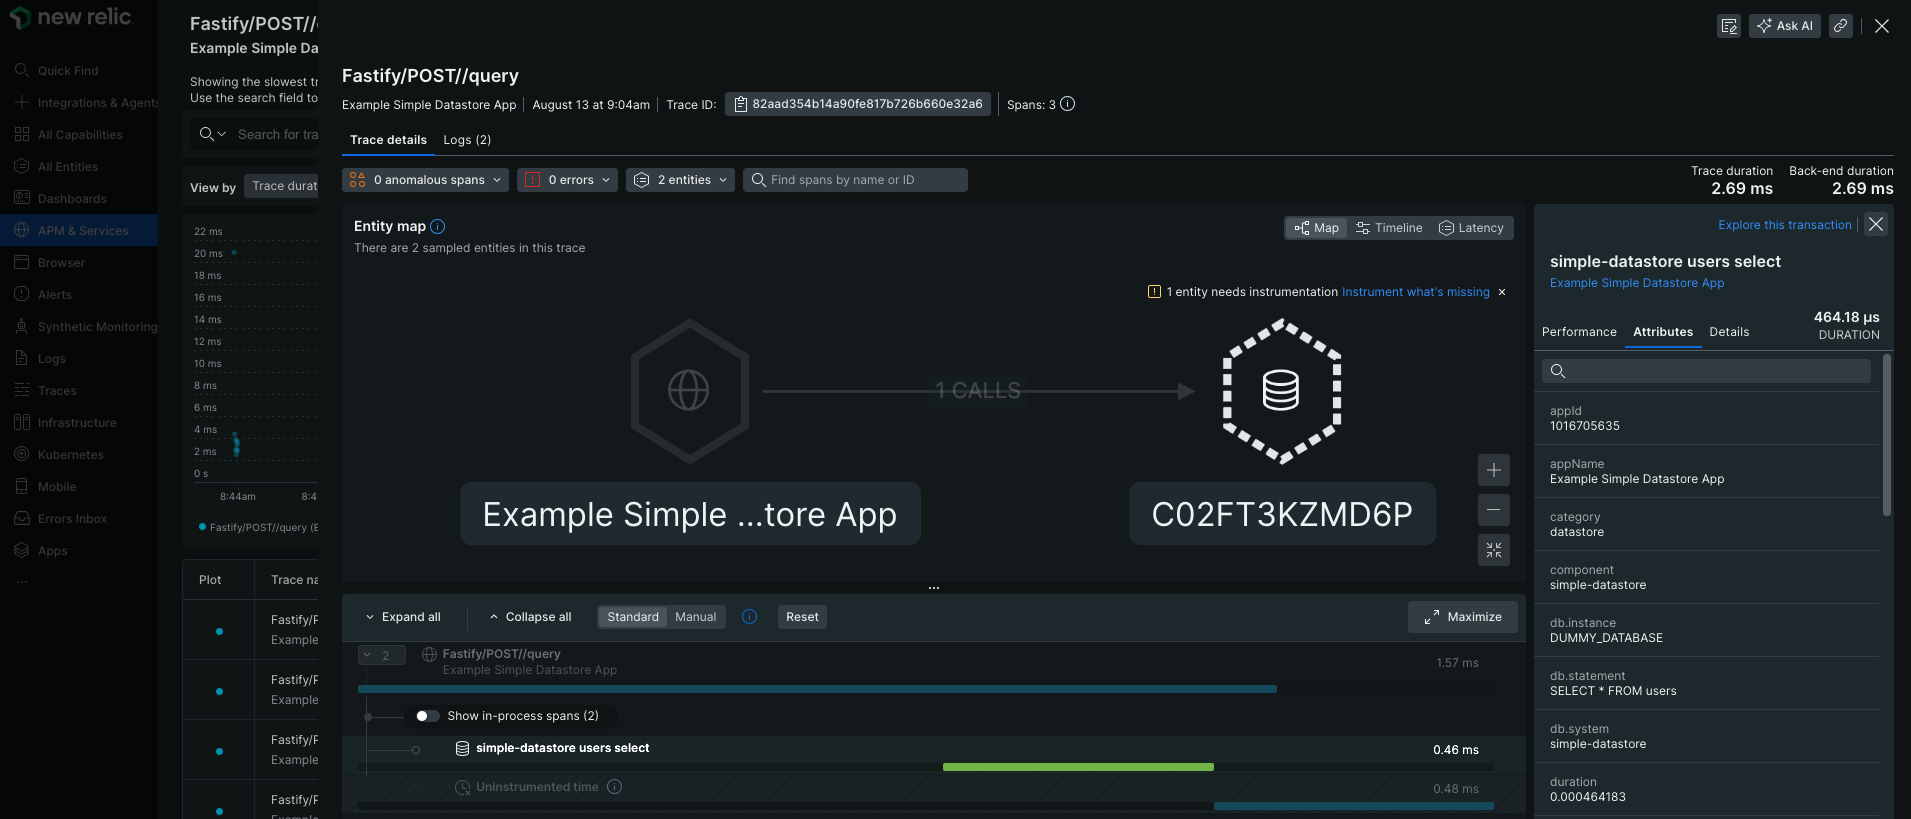 new relic
Quick Find
Integrations & Agents
All Capabilities
All Entities
Dashboards
APM & Services
Browser
Alerts
Synthetic Monitoring
Logs
Traces
Infrastructure
Kubernetes
Mobile
Errors Inbox
Apps
...
Fastify/POST//
Example Simple Da
Showing the slowest tr
Use the search field to
Search for tra
View by
Trace durat
22 ms
20 ms
18 ms
16 ms
14 ms
12 ms
10 ms
8 ms
6 ms
4 ms
2 ms
0 s
8:44am
8:4
Fastify/POST//query (E
Plot
Trace na
Fastify/F
Example
Fastify/F
Example
Fastify/F
Example
Fastify/F
Example
Ask AI
Fastify/POST//query
Example Simple Datastore App
August 13 at 9:04am
Trace ID:
82aad354b14a90fe817b726b660e32a6
Spans: 3
Trace details
Logs (2)
0 anomalous spans
0 errors
2 entities
Find spans by name or ID
Trace duration
2.69 ms
Back-end duration
2.69 ms
Entity map
There are 2 sampled entities in this trace
Map
Timeline
Latency
1 entity needs instrumentation Instrument what's missing
1 CALLS
Example Simple ...tore App
C02FT3KZMD6P
...
Expand all
Collapse all
Standard
Manual
Reset
Maximize
2
Fastify/POST//query
Example Simple Datastore App
1.57 ms
Show in-process spans (2)
simple-datastore users select
0.46 ms
Uninstrumented time
0.48 ms
Explore this transaction
simple-datastore users select
Example Simple Datastore App
464.18 µs
DURATION
Performance
Attributes
Details
appId
1016705635
appName
Example Simple Datastore App
category
datastore
component
simple-datastore
db.instance
DUMMY_DATABASE
db.statement
SELECT * FROM users
db.system
simple-datastore
duration
0.000464183